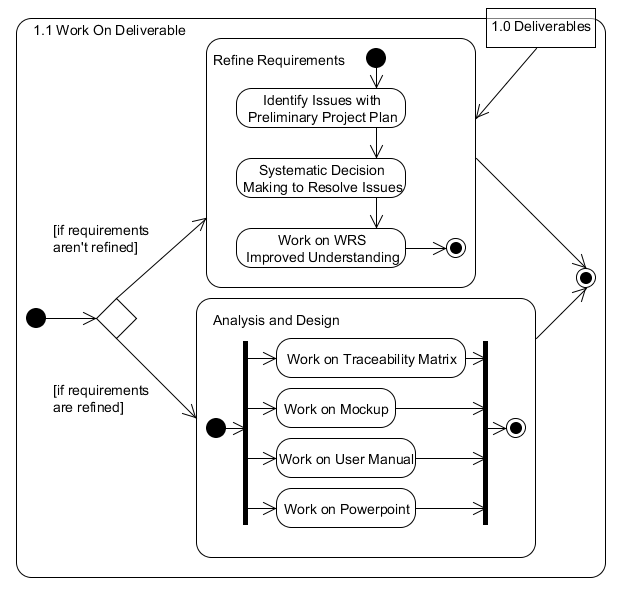 1.1 Work On Deliverable
1.0 Deliverables
Refine Requirements
Identify Issues with
Preliminary Project Plan
Systematic Decision
Making to Resolve Issues
Work on WRS
Improved Understanding
[if requirements
aren't refined]
[if requirements
are refined]
Analysis and Design
Work on Traceability Matrix
Work on Mockup
Work on User Manual
Work on Powerpoint